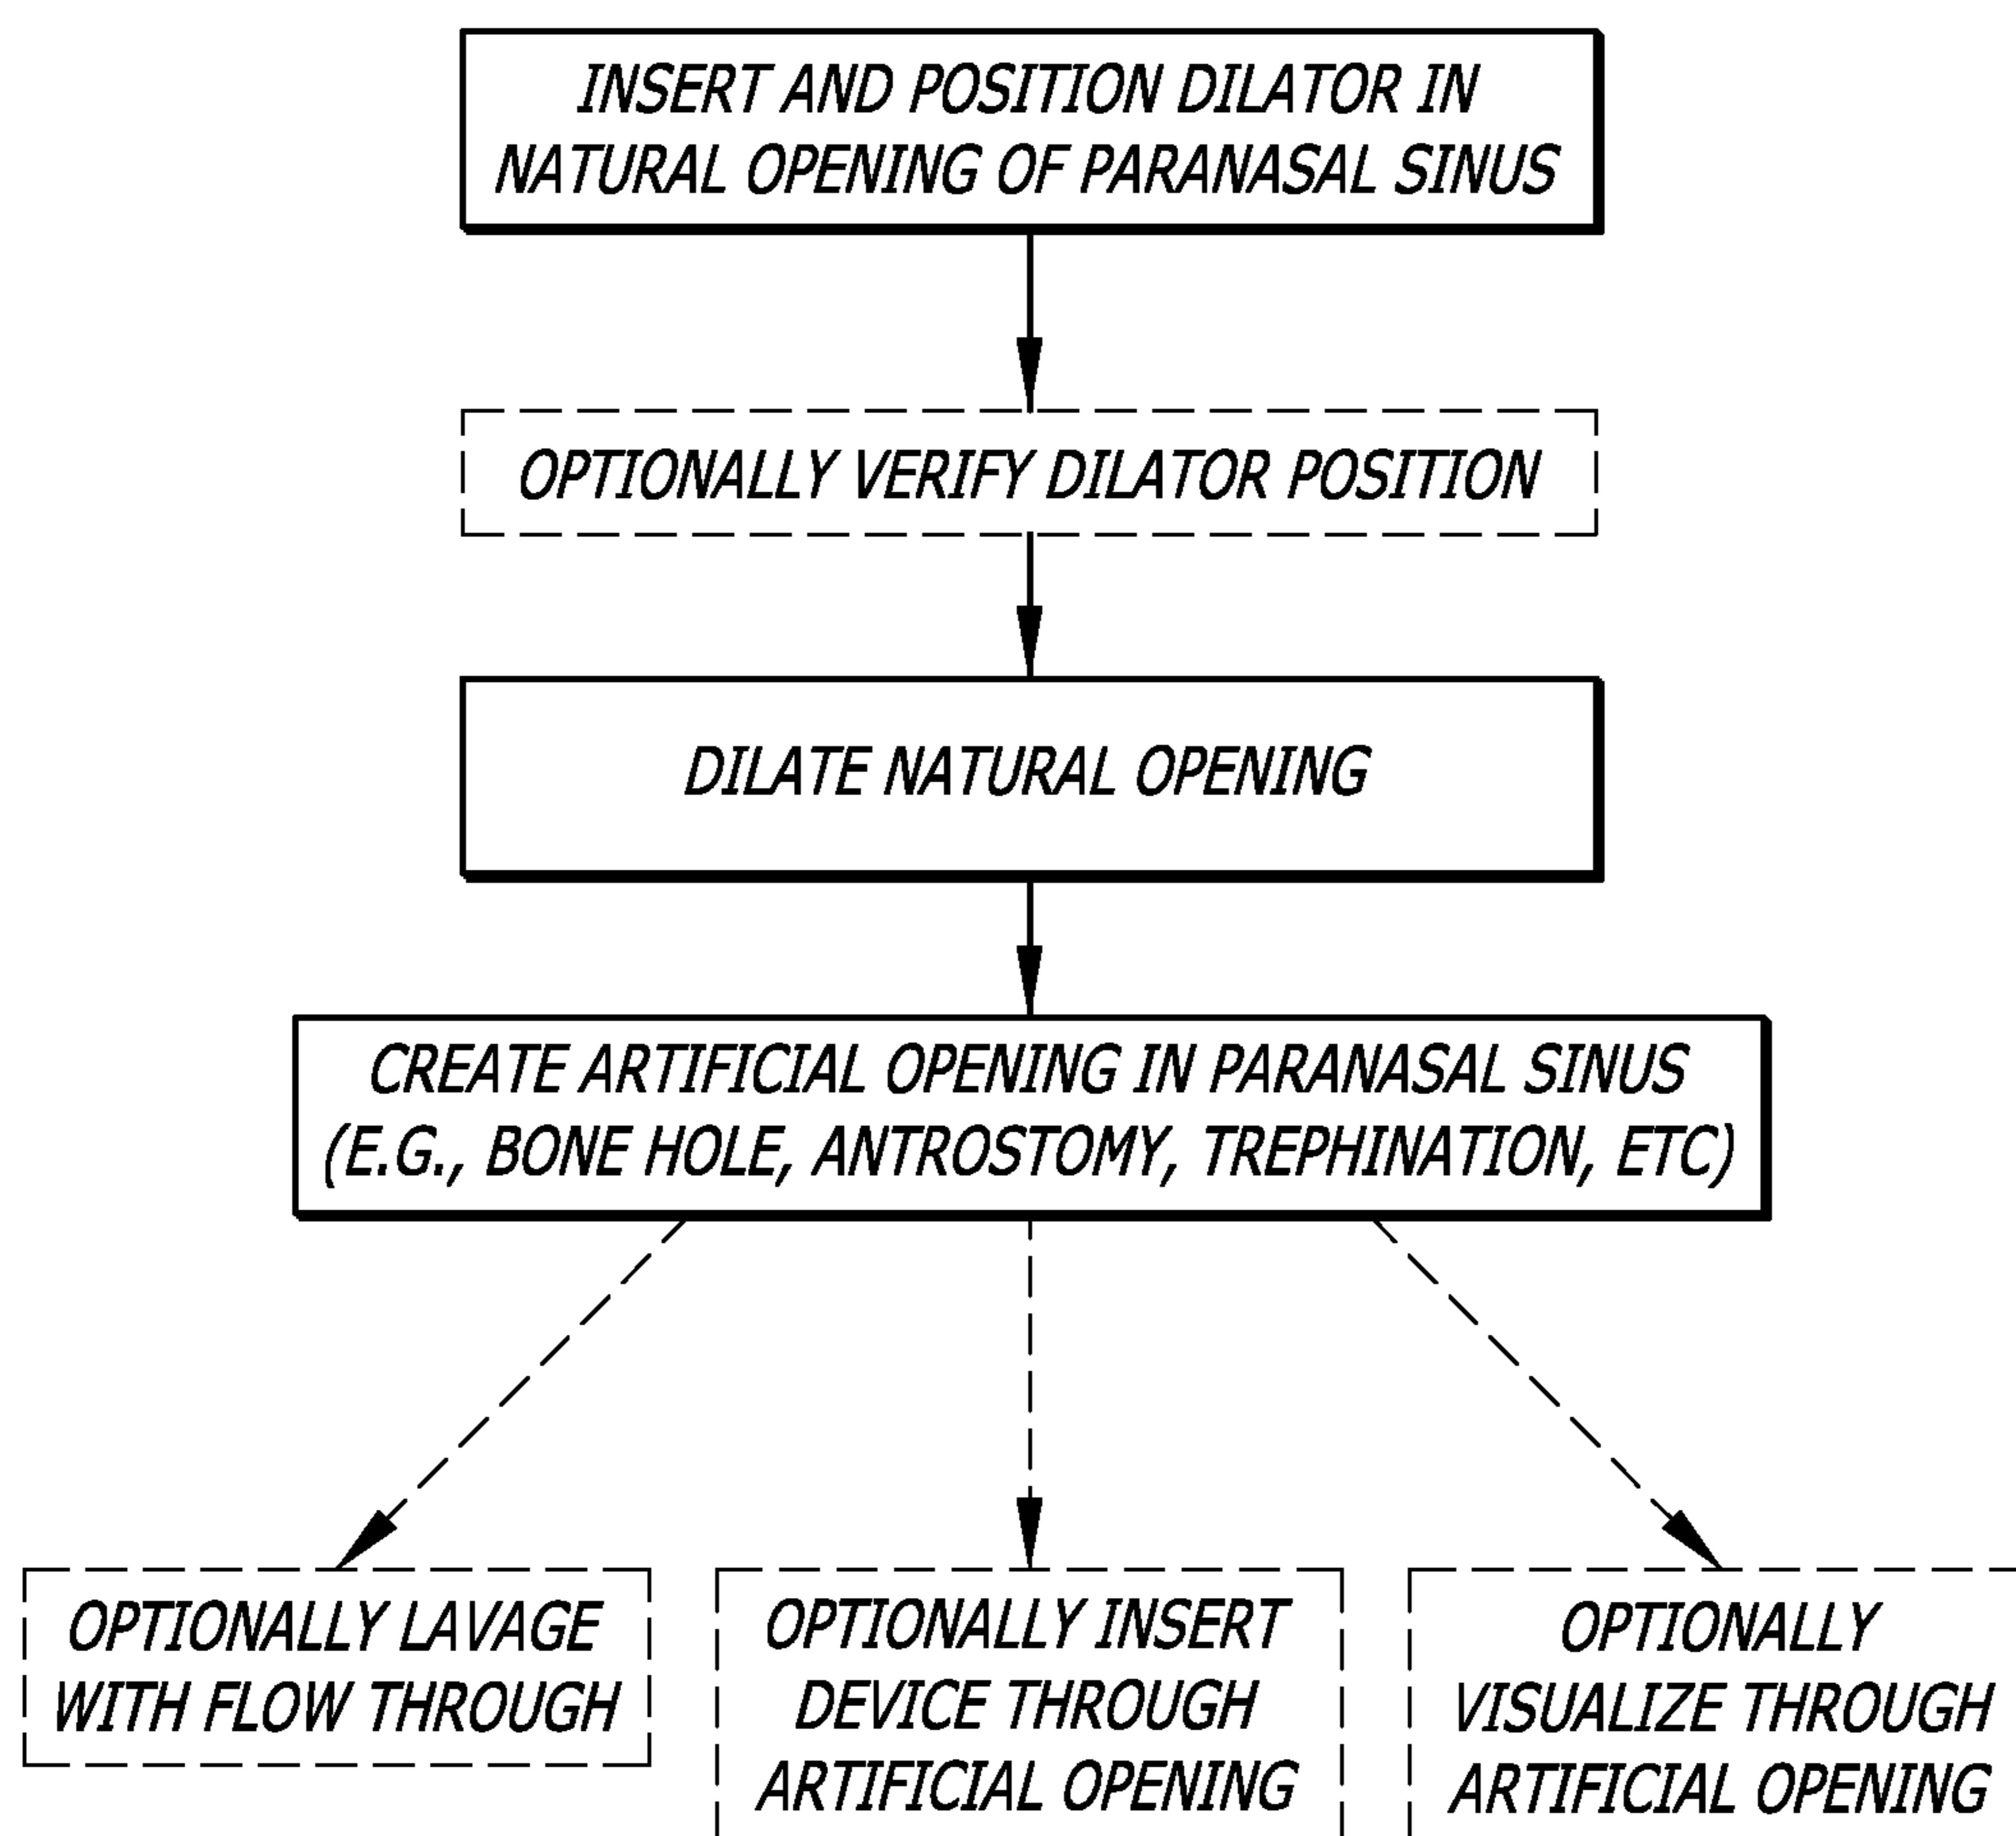 INSERT AND POSITION DILATOR IN
NATURAL OPENING OF PARANASAL SINUS
OPTIONALLY VERIFY DILATOR POSITION
DILATE NATURAL OPENING
CREATE ARTIFICIAL OPENING IN PARANASAL SINUS
(E.G., BONE HOLE, ANTROSTOMY, TREPHINATION, ETC)
OPTIONALLY LAVAGE
WITH FLOW THROUGH
OPTIONALLY INSERT
DEVICE THROUGH
ARTIFICIAL OPENING
OPTIONALLY
VISUALIZE THROUGH
ARTIFICIAL OPENING